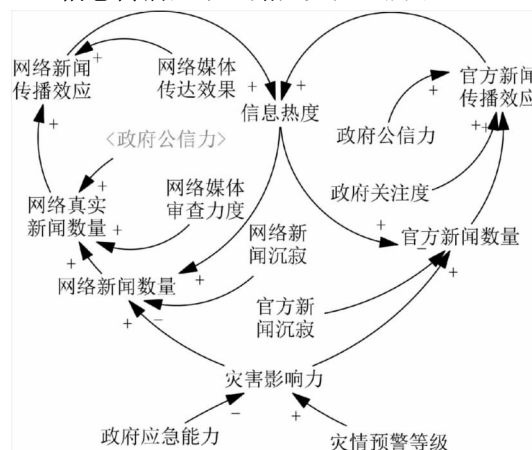 网络新闻
传播效应
网络媒体
传达效果
信息热度
官方新闻
传播效应
政府公信力
<政府公信力>
政府关注度
网络媒体
审查力度
网络真实
新闻数量
网络新
闻沉寂
官方新闻数量
网络新闻数量
官方新
闻沉寂
灾害影响力
政府应急能力
灾情预警等级
+
+
+
+
+
+
+
+
+
+
+
+
+
−
−
+
+
−
+